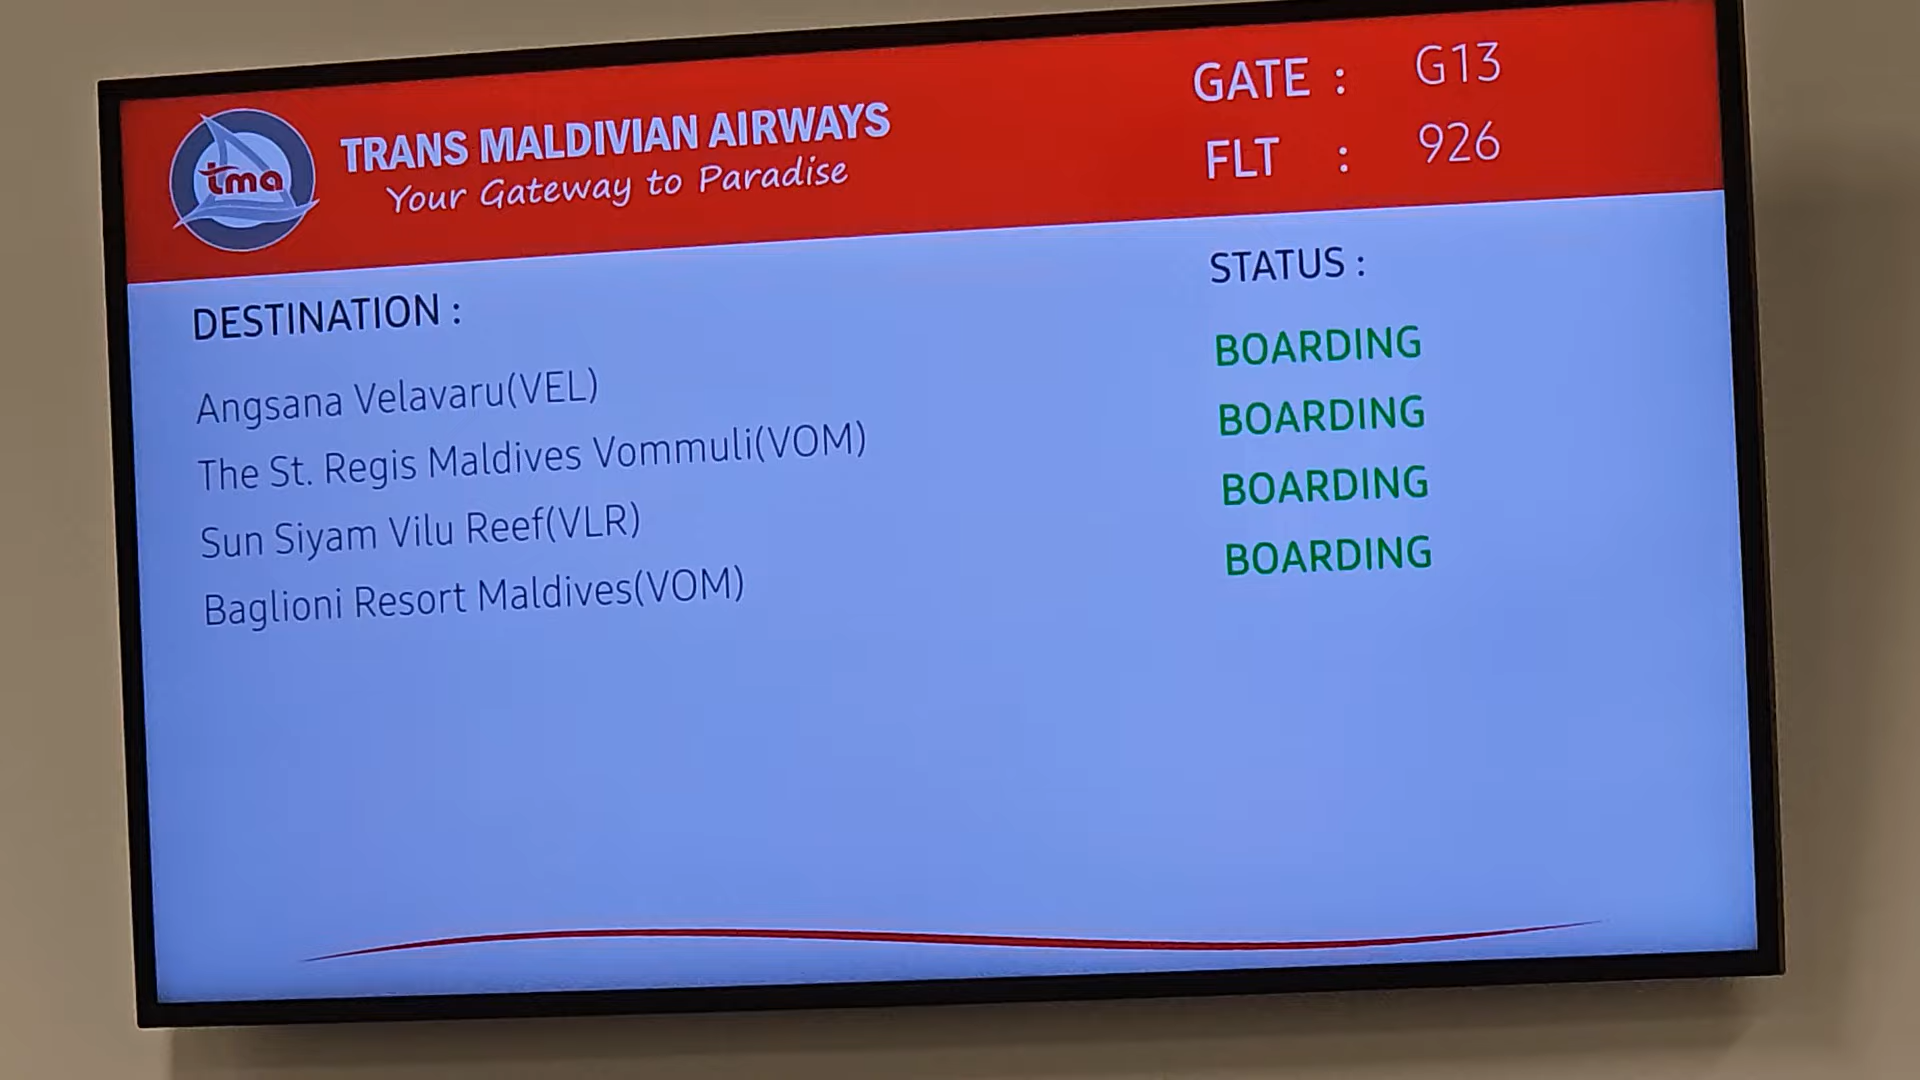 tma
TRANS MALDIVIAN AIRWAYS
Your Gateway to Paradise
GATE : G13
FLT : 926
DESTINATION :
STATUS :
Angsana Velavaru(VEL) BOARDING
The St. Regis Maldives Vommuli(VOM) BOARDING
Sun Siyam Vilu Reef(VLR) BOARDING
Baglioni Resort Maldives(VOM) BOARDING